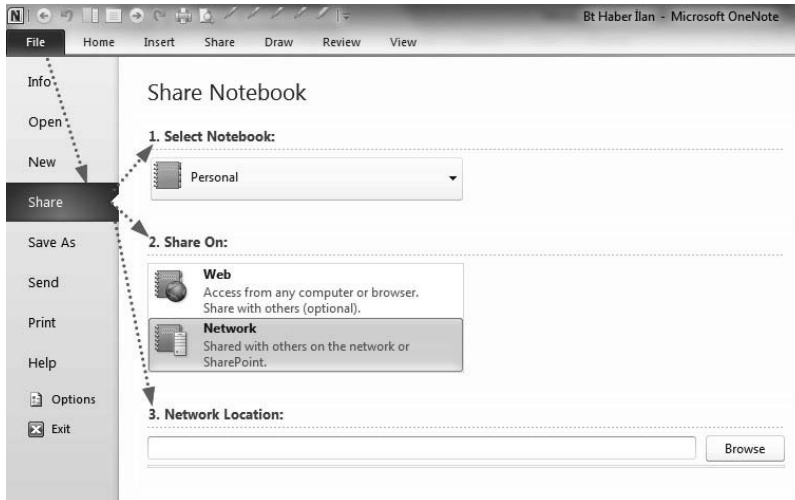 Bt Haber İlan - Microsoft OneNote
File Home Insert Share Draw Review View
Info
Open
New
Share
Save As
Send
Print
Help
Options
Exit
Share Notebook
1. Select Notebook:
Personal
2. Share On:
Web
Access from any computer or browser.
Share with others (optional).
Network
Shared with others on the network or
SharePoint.
3. Network Location:
Browse